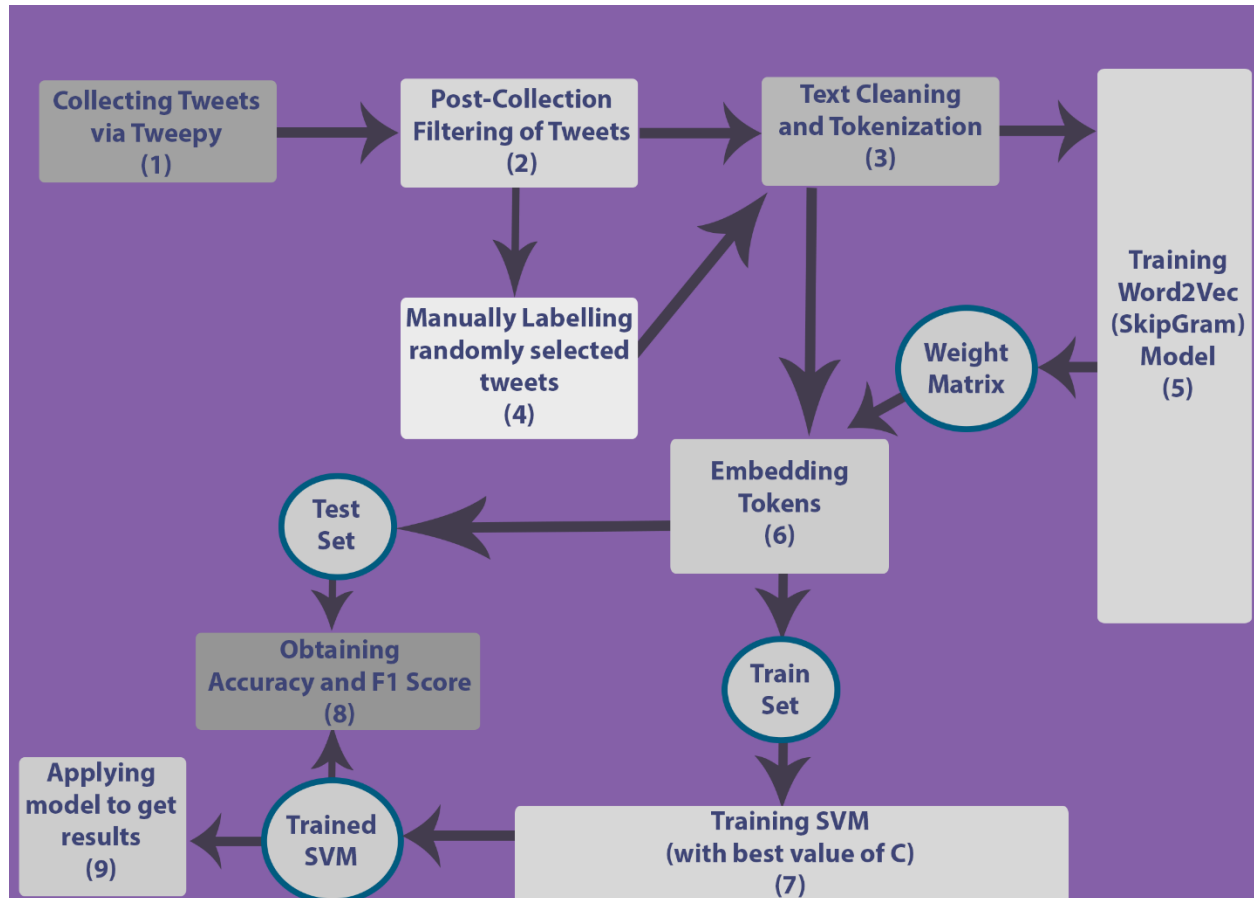 Collecting Tweets
via Tweepy
(1)
Post-Collection
Filtering of Tweets
(2)
Text Cleaning
and Tokenization
(3)
Manually Labelling
randomly selected
tweets
(4)
Training
Word2Vec
(SkipGram)
Model
(5)
Weight
Matrix
Embedding
Tokens
(6)
Test
Set
Train
Set
Obtaining
Accuracy and F1 Score
(8)
Training SVM
(with best value of C)
(7)
Trained
SVM
Applying
model to get
results
(9)